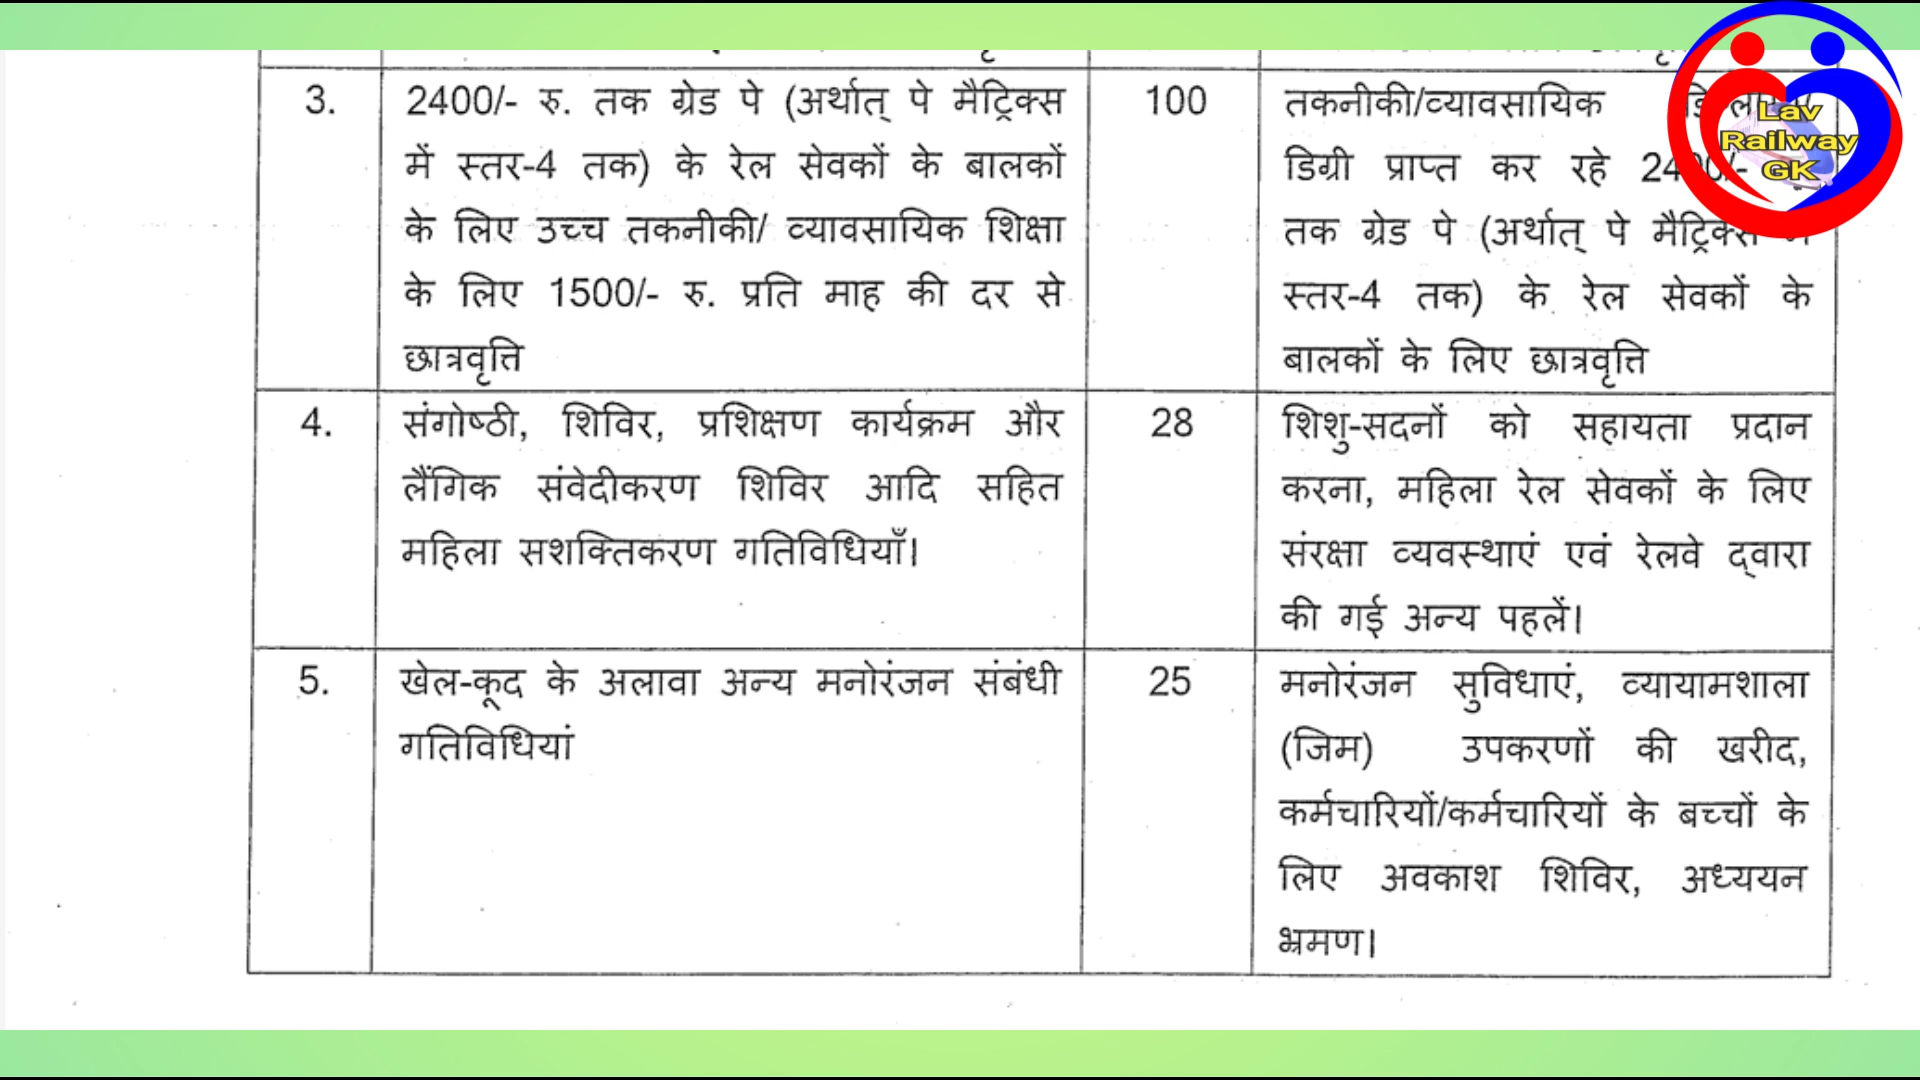 3.
2400/- रु. तक ग्रेड पे (अर्थात् पे मैट्रिक्स
में स्तर-4 तक) के रेल सेवकों के बालकों
के लिए उच्च तकनीकी/ व्यावसायिक शिक्षा
के लिए 1500/- रु. प्रति माह की दर से
छात्रवृत्ति
100
तकनीकी/व्यावसायिक
डिग्री प्राप्त कर रहे 2400/-
तक ग्रेड पे (अर्थात् पे मैट्रिक्स में
स्तर-4 तक) के रेल सेवकों के
बालकों के लिए छात्रवृत्ति
4.
संगोष्ठी, शिविर, प्रशिक्षण कार्यक्रम और
लैंगिक संवेदीकरण शिविर आदि सहित
महिला सशक्तिकरण गतिविधियाँ।
28
शिशु-सदनों को सहायता प्रदान
करना, महिला रेल सेवकों के लिए
संरक्षा व्यवस्थाएं एवं रेलवे द्वारा
की गई अन्य पहलें।
5.
खेल-कूद के अलावा अन्य मनोरंजन संबंधी
गतिविधियां
25
मनोरंजन सुविधाएं, व्यायामशाला
(जिम) उपकरणों की खरीद,
कर्मचारियों/कर्मचारियों के बच्चों के
लिए अवकाश शिविर, अध्ययन
भ्रमण।
Lav
Railway
GK